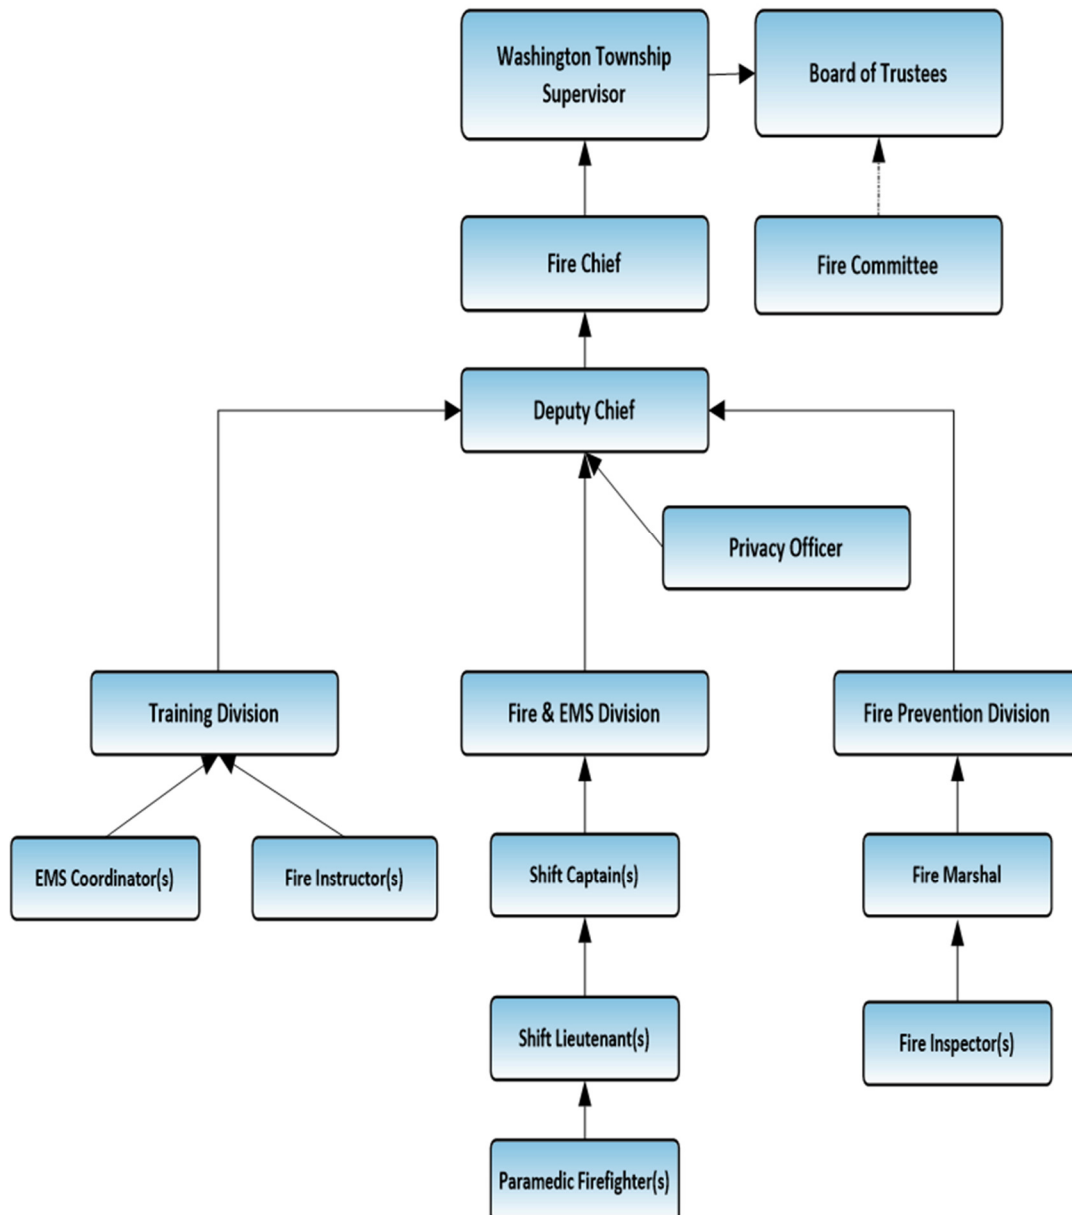 Washington Township
Supervisor
Board of Trustees
Fire Chief
Fire Committee
Deputy Chief
Privacy Officer
Training Division
Fire & EMS Division
Fire Prevention Division
EMS Coordinator(s)
Fire Instructor(s)
Shift Captain(s)
Fire Marshal
Shift Lieutenant(s)
Fire Inspector(s)
Paramedic Firefighter(s)